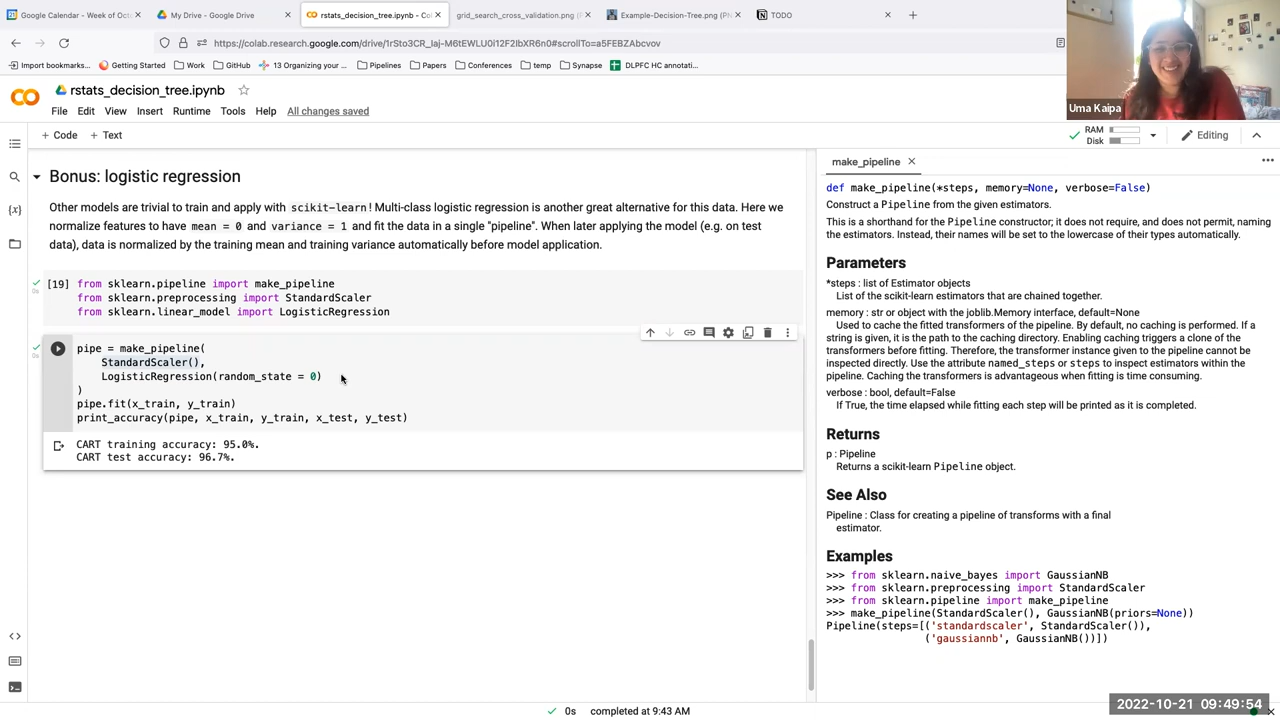 Google Calendar - Week of Octo
My Drive - Google Drive
rstats_decision_tree.ipynb - Co
grid_search_cross_validation.png (P
Example-Decision-Tree.png (PN
TODO
https://colab.research.google.com/drive/1rSto3CR_laj-M6tEWLU0i12F2IbXR6n0#scrollTo=a5FEBZAbcvov
Import bookmarks...
Getting Started
Work
GitHub
13 Organizing your ...
Pipelines
Papers
Conferences
temp
Synapse
DLPFC HC annotati...
rstats_decision_tree.ipynb
File Edit View Insert Runtime Tools Help All changes saved
Uma Kaipa
+ Code + Text
RAM
Disk
Editing
Bonus: logistic regression
Other models are trivial to train and apply with scikit-learn! Multi-class logistic regression is another great alternative for this data. Here we
normalize features to have mean = 0 and variance = 1 and fit the data in a single "pipeline". When later applying the model (e.g. on test
data), data is normalized by the training mean and training variance automatically before model application.
[19] from sklearn.pipeline import make_pipeline
from sklearn.preprocessing import StandardScaler
from sklearn.linear_model import LogisticRegression
0s
pipe = make_pipeline(
StandardScaler(),
LogisticRegression(random_state = 0)
)
pipe.fit(x_train, y_train)
print_accuracy(pipe, x_train, y_train, x_test, y_test)
0s
CART training accuracy: 95.0%.
CART test accuracy: 96.7%.
make_pipeline
def make_pipeline(*steps, memory=None, verbose=False)
Construct a Pipeline from the given estimators.
This is a shorthand for the Pipeline constructor; it does not require, and does not permit, naming
the estimators. Instead, their names will be set to the lowercase of their types automatically.
Parameters
*steps : list of Estimator objects
List of the scikit-learn estimators that are chained together.
memory : str or object with the joblib.Memory interface, default=None
Used to cache the fitted transformers of the pipeline. By default, no caching is performed. If a
string is given, it is the path to the caching directory. Enabling caching triggers a clone of the
transformers before fitting. Therefore, the transformer instance given to the pipeline cannot be
inspected directly. Use the attribute named_steps or steps to inspect estimators within the
pipeline. Caching the transformers is advantageous when fitting is time consuming.
verbose : bool, default=False
If True, the time elapsed while fitting each step will be printed as it is completed.
Returns
p : Pipeline
Returns a scikit-learn Pipeline object.
See Also
Pipeline : Class for creating a pipeline of transforms with a final
estimator.
Examples
>>> from sklearn.naive_bayes import GaussianNB
>>> from sklearn.preprocessing import StandardScaler
>>> from sklearn.pipeline import make_pipeline
>>> make_pipeline(StandardScaler(), GaussianNB(priors=None))
Pipeline(steps=[('standardscaler', StandardScaler()),
('gaussiannb', GaussianNB())])
0s completed at 9:43 AM
2022-10-21 09:49:54